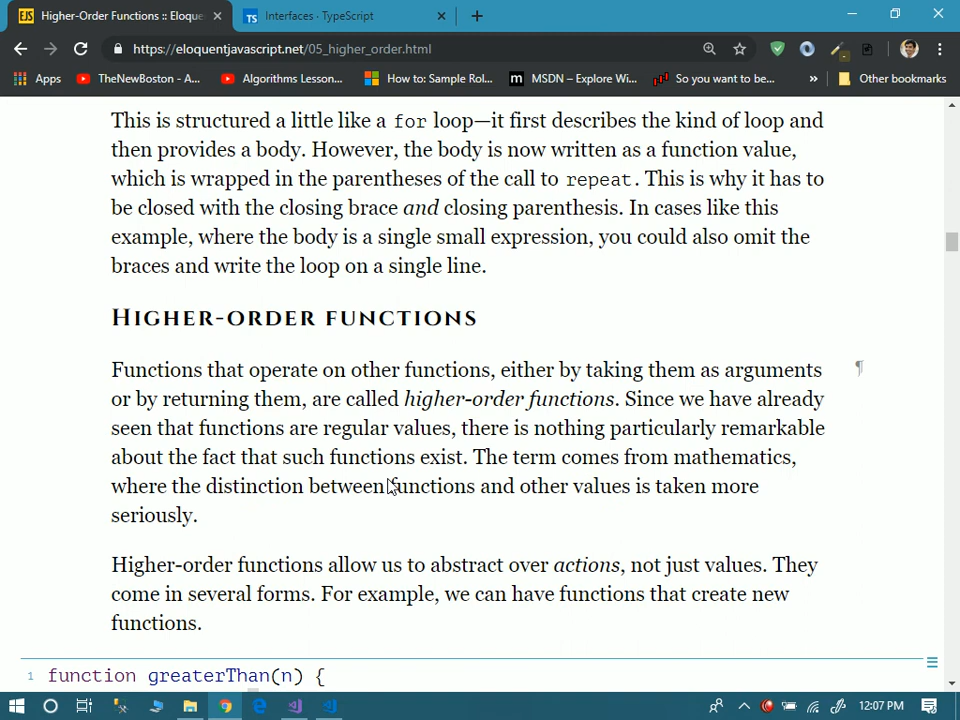 Higher-Order Functions :: Eloque
Interfaces · TypeScript
https://eloquentjavascript.net/05_higher_order.html
Apps
TheNewBoston - A...
Algorithms Lesson...
How to: Sample Rol...
MSDN – Explore Wi...
So you want to be...
»
Other bookmarks
This is structured a little like a for loop—it first describes the kind of loop and
then provides a body. However, the body is now written as a function value,
which is wrapped in the parentheses of the call to repeat. This is why it has to
be closed with the closing brace and closing parenthesis. In cases like this
example, where the body is a single small expression, you could also omit the
braces and write the loop on a single line.
Higher-order functions
Functions that operate on other functions, either by taking them as arguments ¶
or by returning them, are called higher-order functions. Since we have already
seen that functions are regular values, there is nothing particularly remarkable
about the fact that such functions exist. The term comes from mathematics,
where the distinction between functions and other values is taken more
seriously.
Higher-order functions allow us to abstract over actions, not just values. They
come in several forms. For example, we can have functions that create new
functions.
1 function greaterThan(n) {
12:07 PM